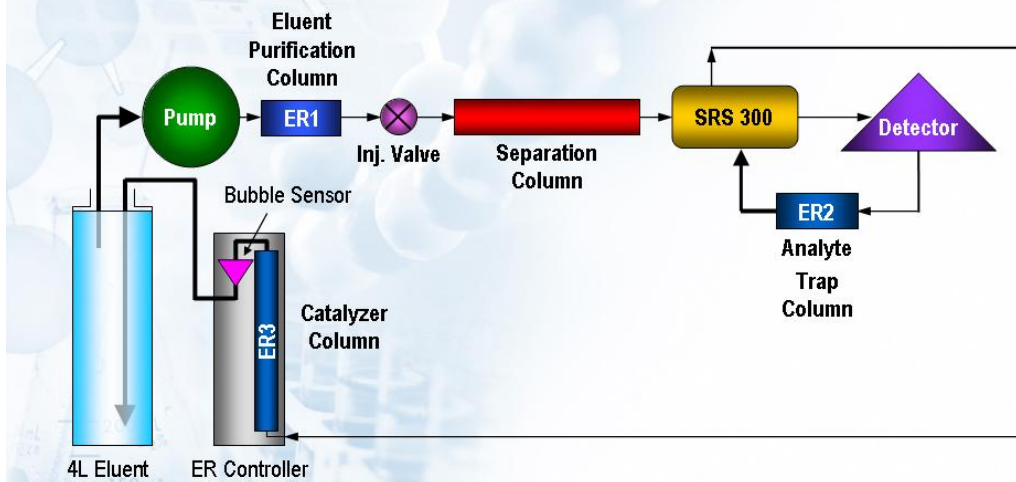 Eluent
Purification
Column
Pump
ER1
Inj. Valve
Separation
Column
SRS 300
Detector
ER2
Analyte
Trap
Column
Bubble Sensor
Catalyzer
Column
ER3
4L Eluent
ER Controller